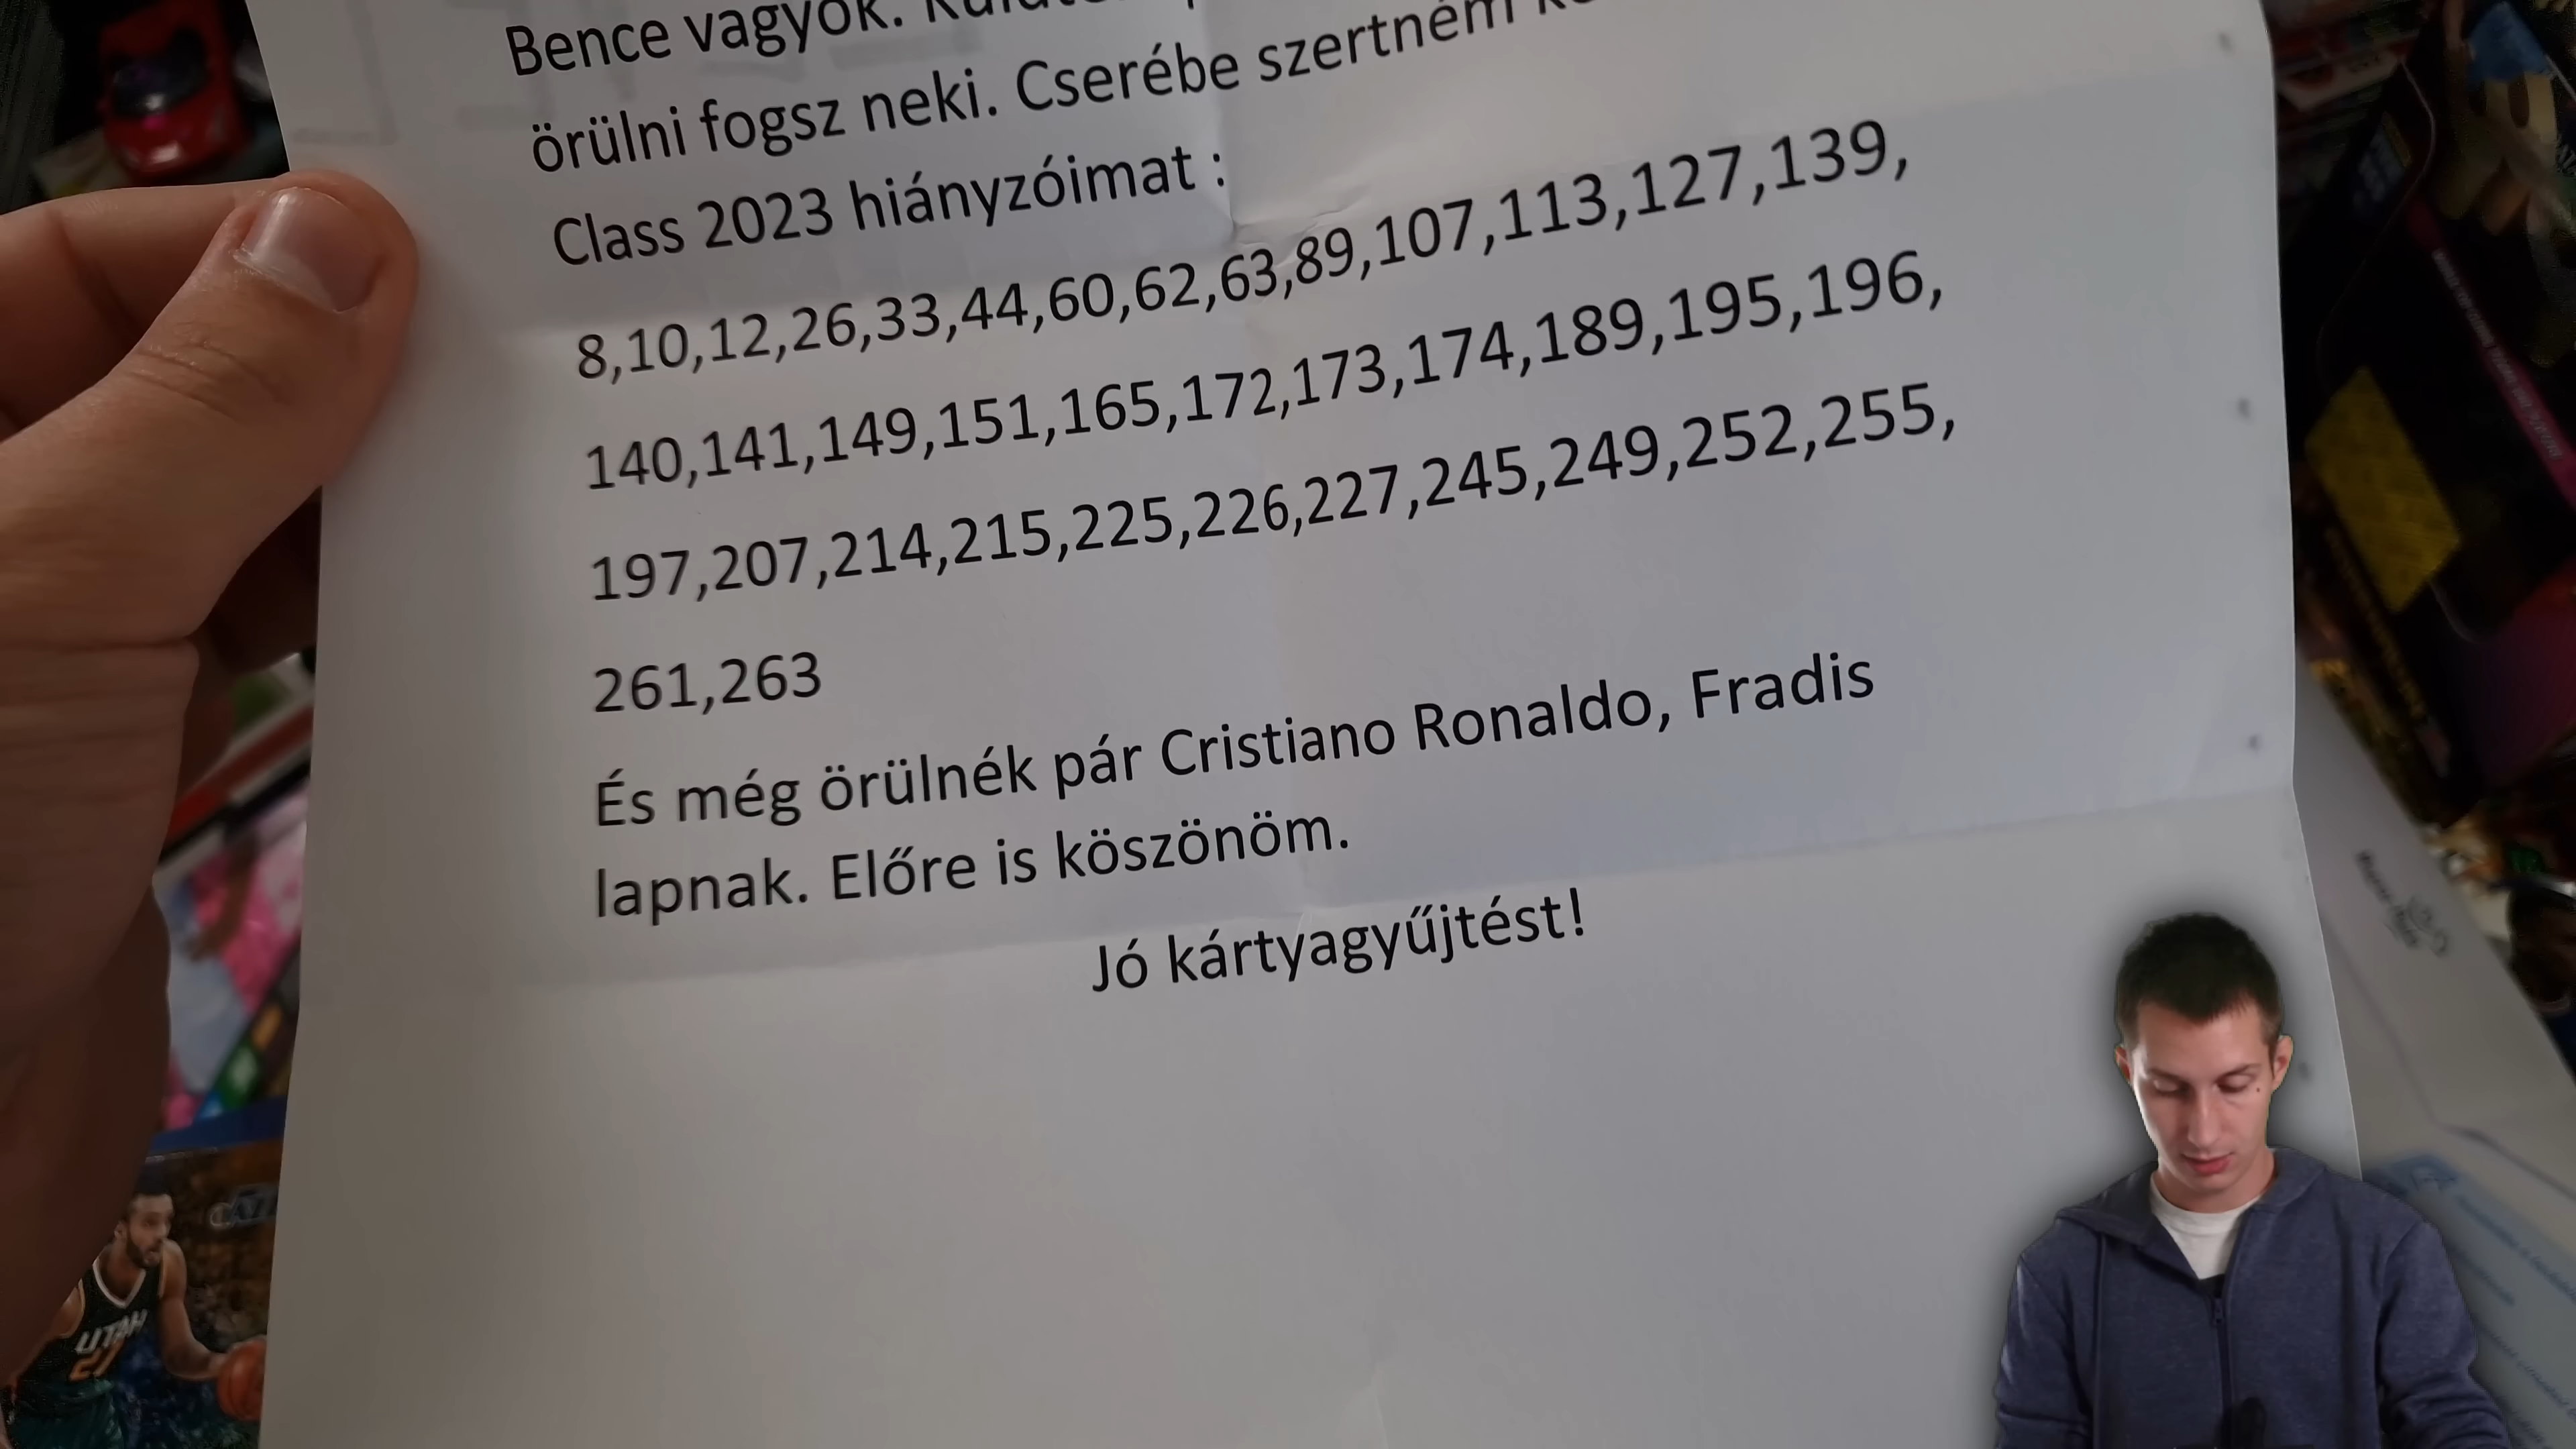 Bence vagyok.
örülni fogsz neki. Cserébe szertném
Class 2023 hiányzóimat :
8,10,12,26,33,44,60,62,63,89,107,113,127,139,
140,141,149,151,165,172,173,174,189,195,196,
197,207,214,215,225,226,227,245,249,252,255,
261,263
És még örülnék pár Cristiano Ronaldo, Fradis
lapnak. Előre is köszönöm.
Jó kártyagyűjtést!
UTAH